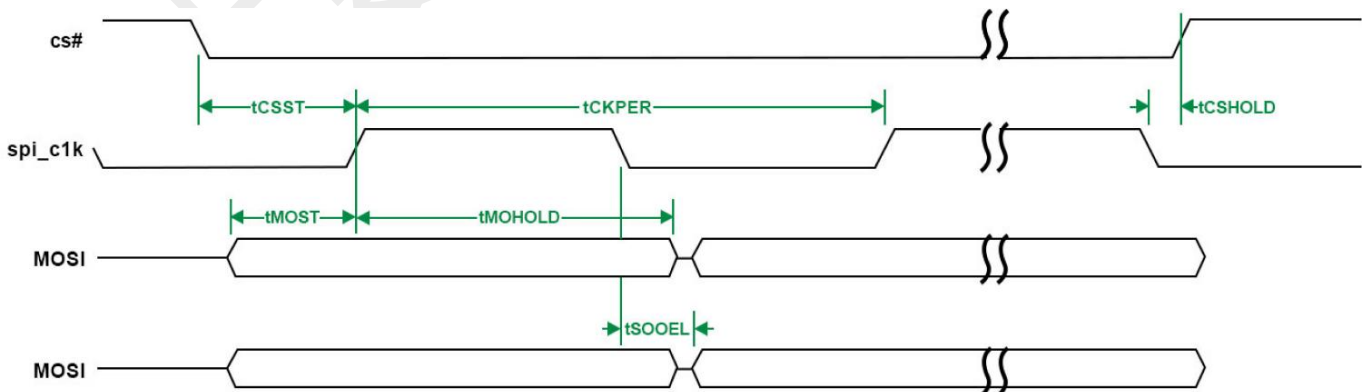 cs#
tCSST tCKPER tCSHOLD
spi_c1k
tMOST tMOHOLD
MOSI
tSOOEL
MOSI